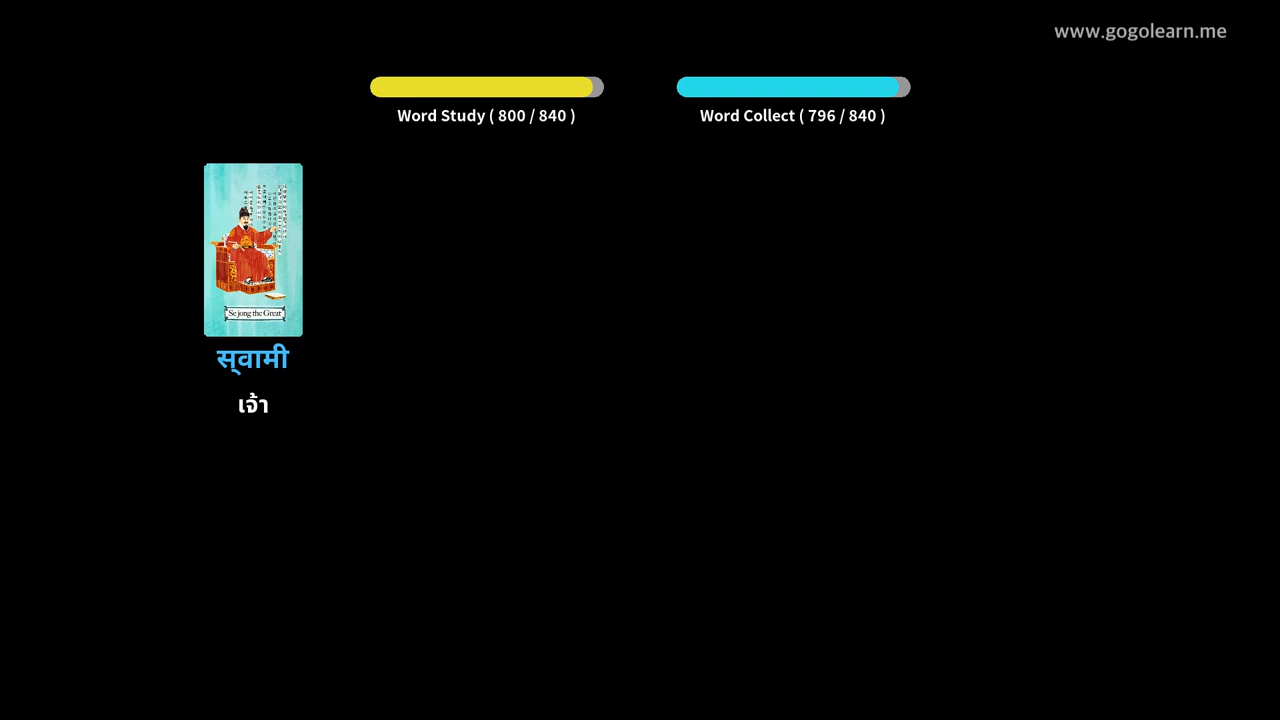 www.gogolearn.me
Word Study ( 800 / 840 )
Word Collect ( 796 / 840 )
Se jong the Great
स्वामी
เจ้า